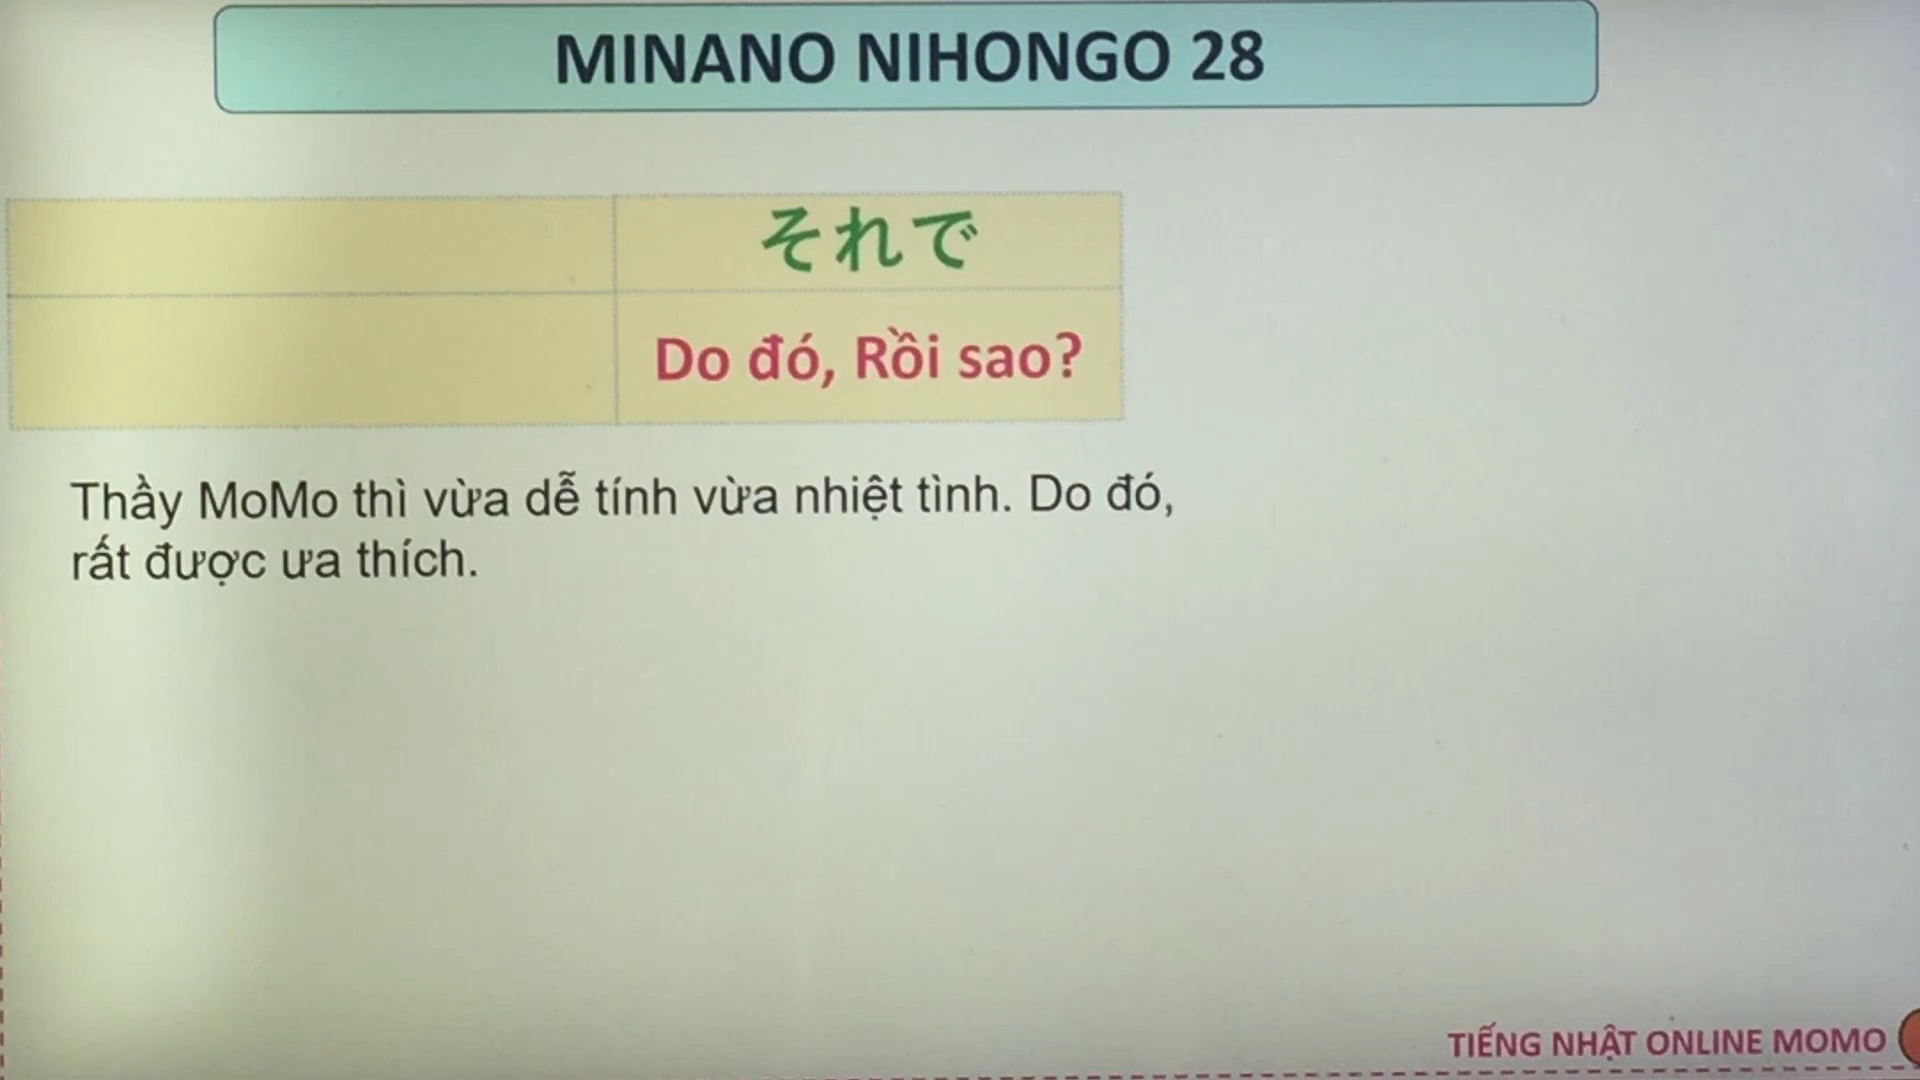 MINANO NIHONGO 28
それで
Do đó, Rồi sao?
Thầy MoMo thì vừa dễ tính vừa nhiệt tình. Do đó,
rất được ưa thích.
TIẾNG NHẬT ONLINE MOMO